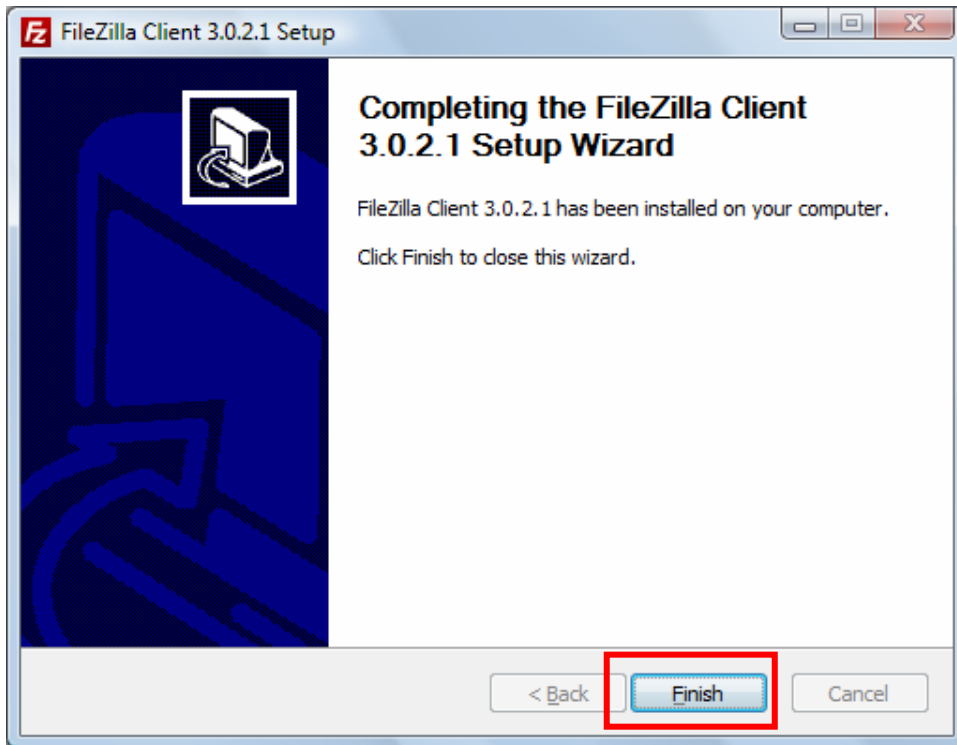 FileZilla Client 3.0.2.1 Setup
Completing the FileZilla Client
3.0.2.1 Setup Wizard
FileZilla Client 3.0.2.1 has been installed on your computer.
Click Finish to close this wizard.
< Back
Finish
Cancel